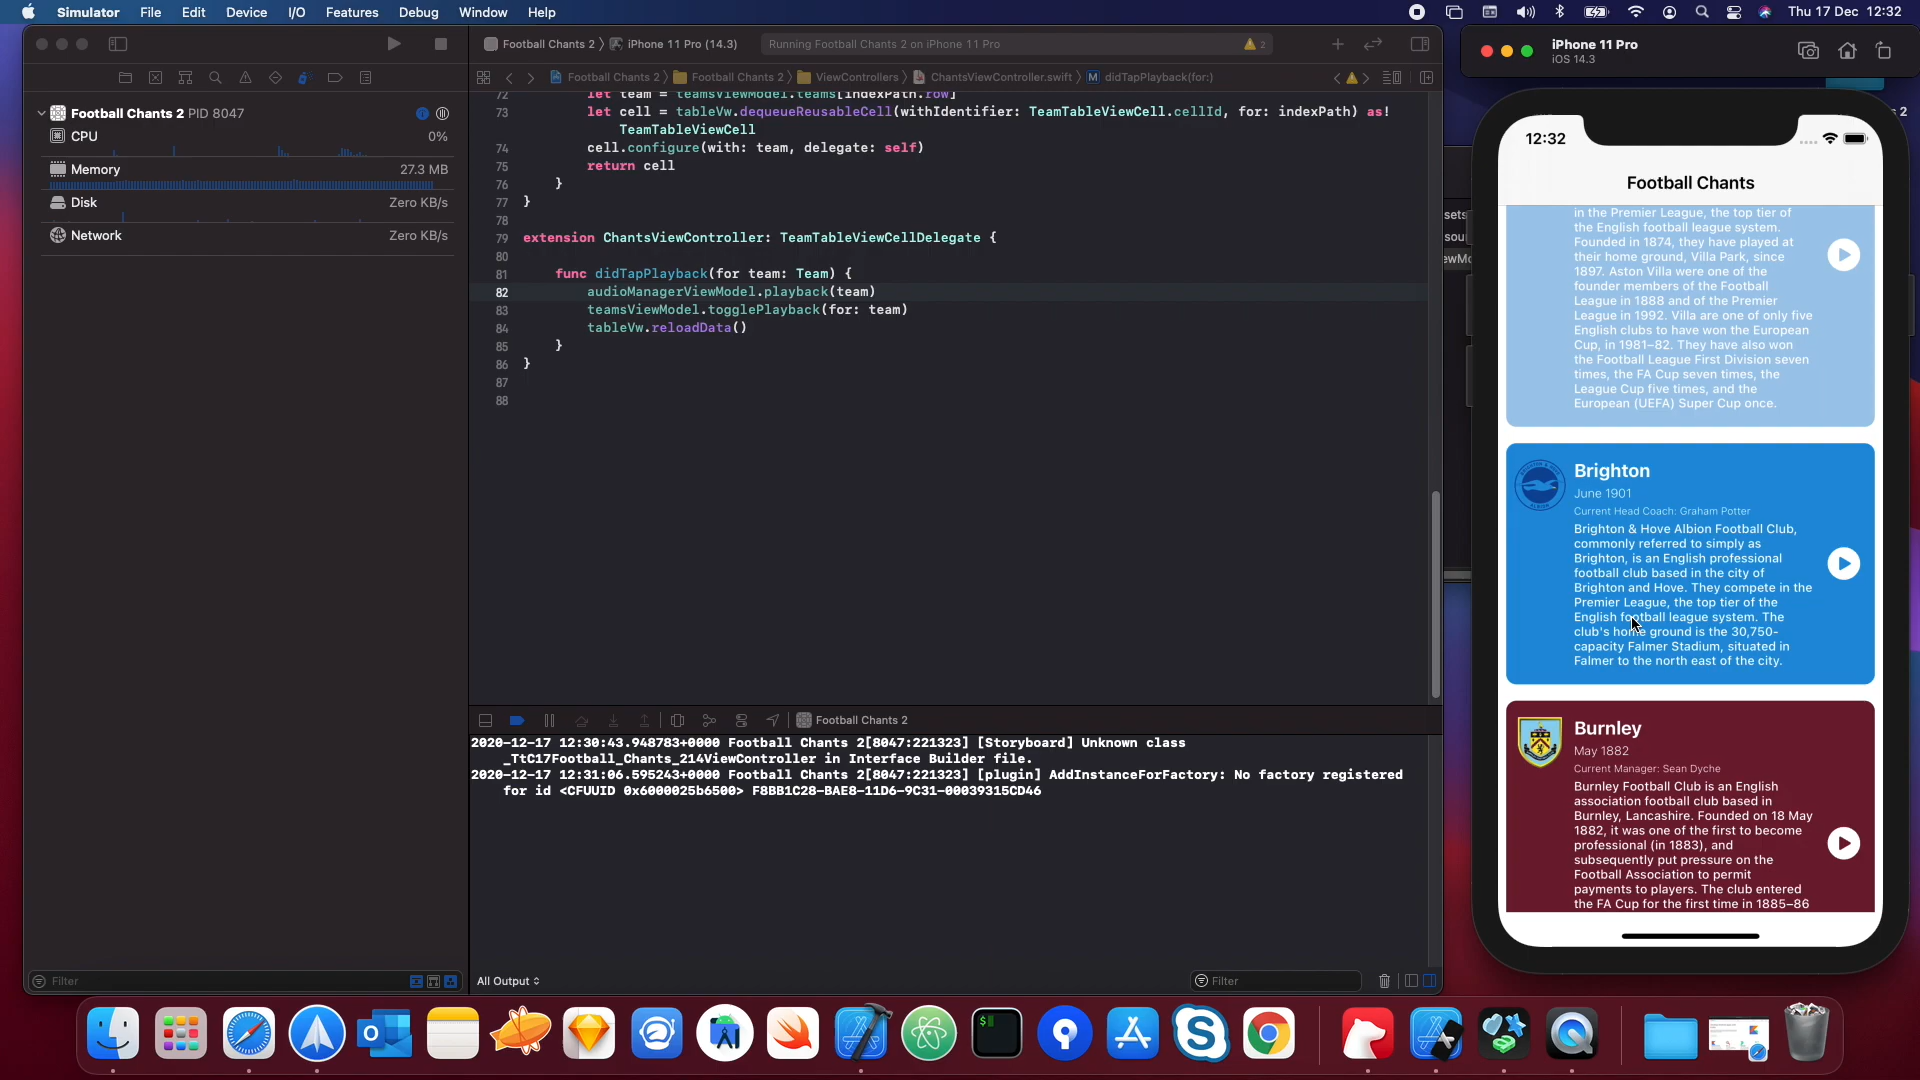 Simulator File Edit Device I/O Features Debug Window Help
Thu 17 Dec 12:32
Football Chants 2 iPhone 11 Pro (14.3)
Running Football Chants 2 on iPhone 11 Pro
2
Football Chants 2 Football Chants 2 ViewControllers ChantsViewController.swift M didTapPlayback(for:)
Football Chants 2 PID 8047
CPU 0%
Memory 27.3 MB
Disk Zero KB/s
Network Zero KB/s
Filter
72 let team = teamsViewModel.teams[indexPath.row]
73 let cell = tableVw.dequeueReusableCell(withIdentifier: TeamTableViewCell.cellId, for: indexPath) as!
TeamTableViewCell
74 cell.configure(with: team, delegate: self)
75 return cell
76 }
77 }
78
79 extension ChantsViewController: TeamTableViewCellDelegate {
80
81 func didTapPlayback(for team: Team) {
82 audioManagerViewModel.playback(team)
83 teamsViewModel.togglePlayback(for: team)
84 tableVw.reloadData()
85 }
86 }
87
88
Football Chants 2
2020-12-17 12:30:43.948783+0000 Football Chants 2[8047:221323] [Storyboard] Unknown class
_TtC17Football_Chants_214ViewController in Interface Builder file.
2020-12-17 12:31:06.595243+0000 Football Chants 2[8047:221323] [plugin] AddInstanceForFactory: No factory registered
for id <CFUUID 0x6000025b6500> F8BB1C28-BAE8-11D6-9C31-00039315CD46
All Output
Filter
iPhone 11 Pro
iOS 14.3
12:32
Football Chants
in the Premier League, the top tier of
the English football league system.
Founded in 1874, they have played at
their home ground, Villa Park, since
1897. Aston Villa were one of the
founder members of the Football
League in 1888 and of the Premier
League in 1992. Villa are one of only five
English clubs to have won the European
Cup, in 1981–82. They have also won
the Football League First Division seven
times, the FA Cup seven times, the
League Cup five times, and the
European (UEFA) Super Cup once.
Brighton
June 1901
Current Head Coach: Graham Potter
Brighton & Hove Albion Football Club,
commonly referred to simply as
Brighton, is an English professional
football club based in the city of
Brighton and Hove. They compete in the
Premier League, the top tier of the
English football league system. The
club's home ground is the 30,750-
capacity Falmer Stadium, situated in
Falmer to the north east of the city.
Burnley
May 1882
Current Manager: Sean Dyche
Burnley Football Club is an English
association football club based in
Burnley, Lancashire. Founded on 18 May
1882, it was one of the first to become
professional (in 1883), and
subsequently put pressure on the
Football Association to permit
payments to players. The club entered
the FA Cup for the first time in 1885–86